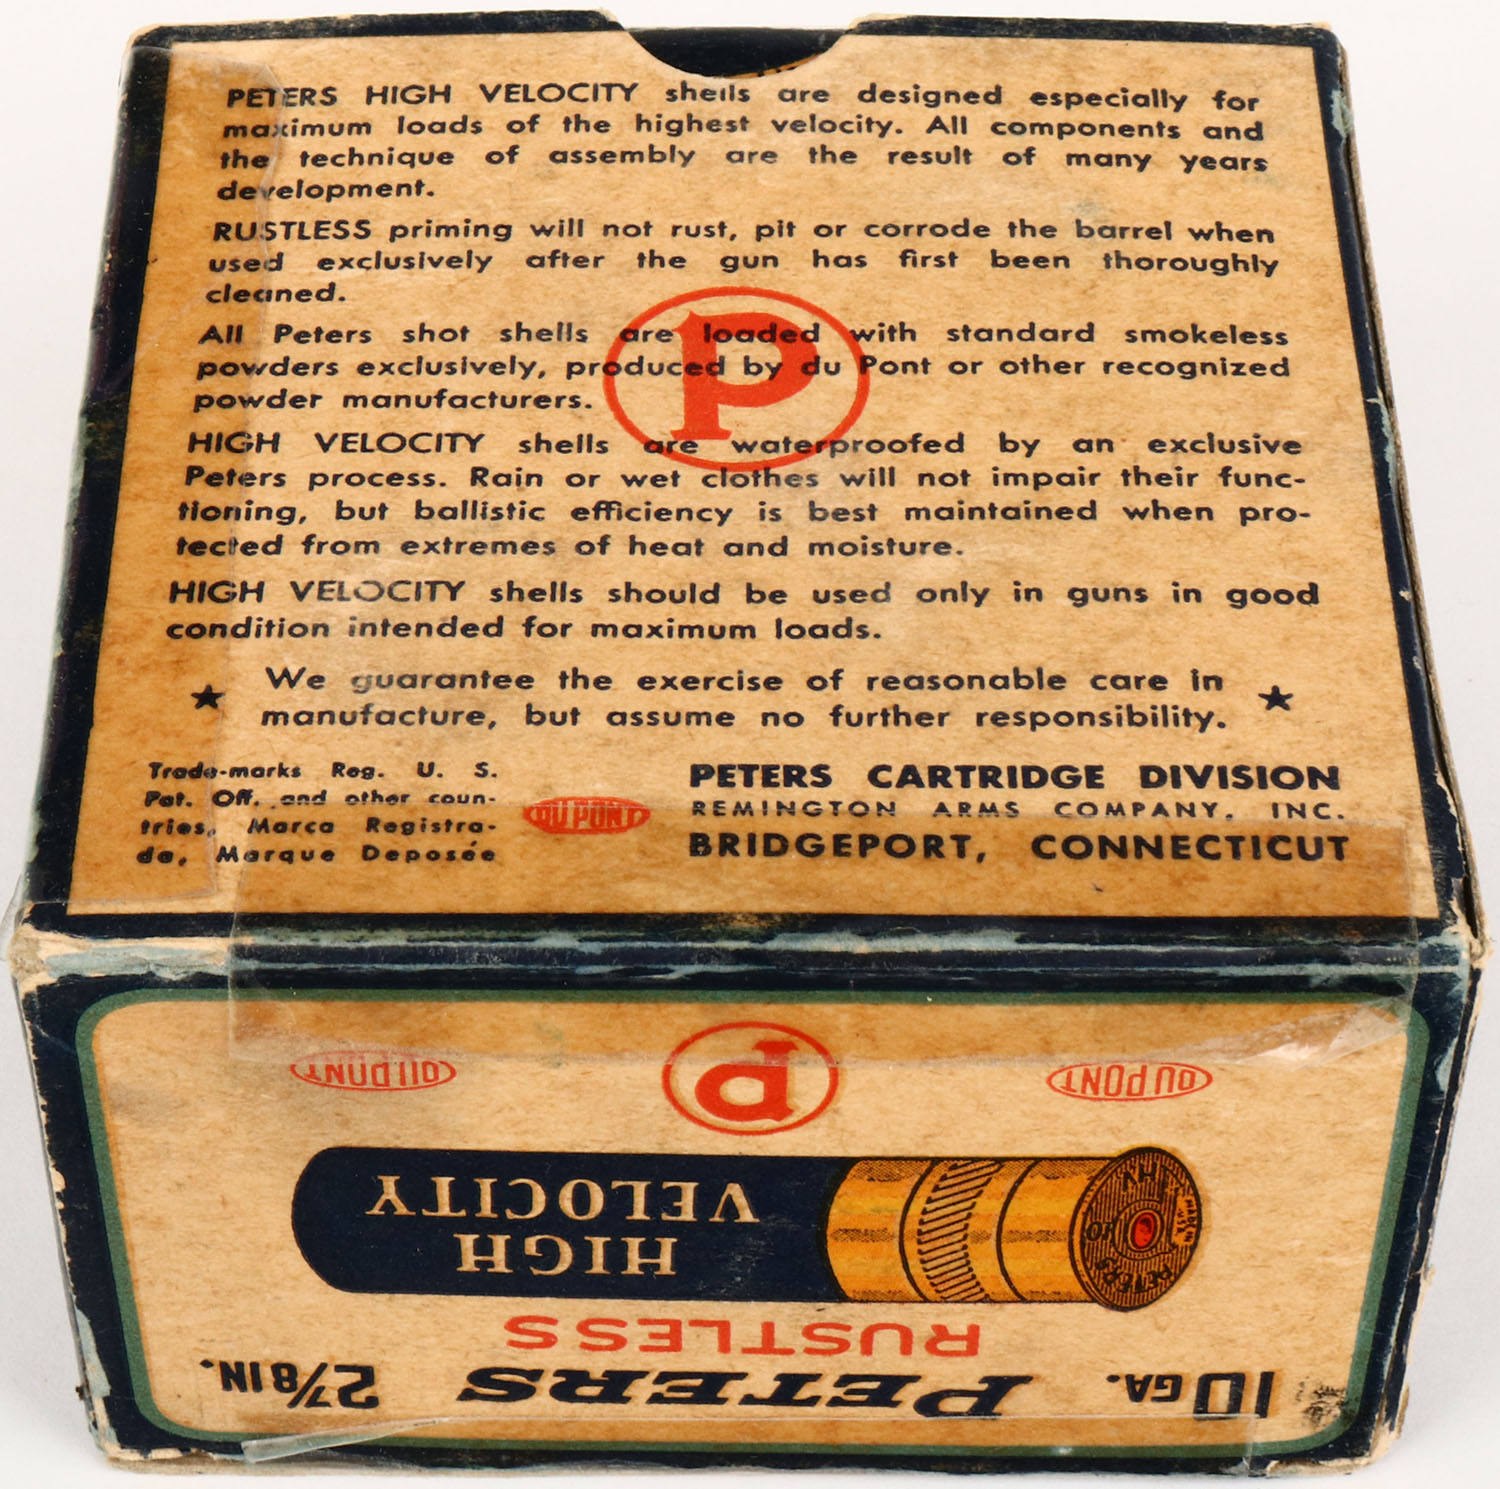 PETERS HIGH VELOCITY shells are designed especially for
maximum loads of the highest velocity. All components and
the technique of assembly are the result of many years
development.
RUSTLESS priming will not rust, pit or corrode the barrel when
used exclusively after the gun has first been thoroughly
cleaned.
All Peters shot shells are loaded with standard smokeless
powders exclusively, produced by du Pont or other recognized
powder manufacturers.
P
HIGH VELOCITY shells are waterproofed by an exclusive
Peters process. Rain or wet clothes will not impair their func-
tioning, but ballistic efficiency is best maintained when pro-
tected from extremes of heat and moisture.
HIGH VELOCITY shells should be used only in guns in good
condition intended for maximum loads.
★ We guarantee the exercise of reasonable care in ★
manufacture, but assume no further responsibility.
Trade-marks Reg. U. S.
Pat. Off. and other coun-
tries, Marca Registra-
da, Marque Deposée
DU PONT
PETERS CARTRIDGE DIVISION
REMINGTON ARMS COMPANY, INC.
BRIDGEPORT, CONNECTICUT
10 GA. PETERS 2 7/8 IN.
RUSTLESS
HIGH
VELOCITY
PETERS
10
HV
MADE IN
U.S.A.
DU PONT
P
DU PONT